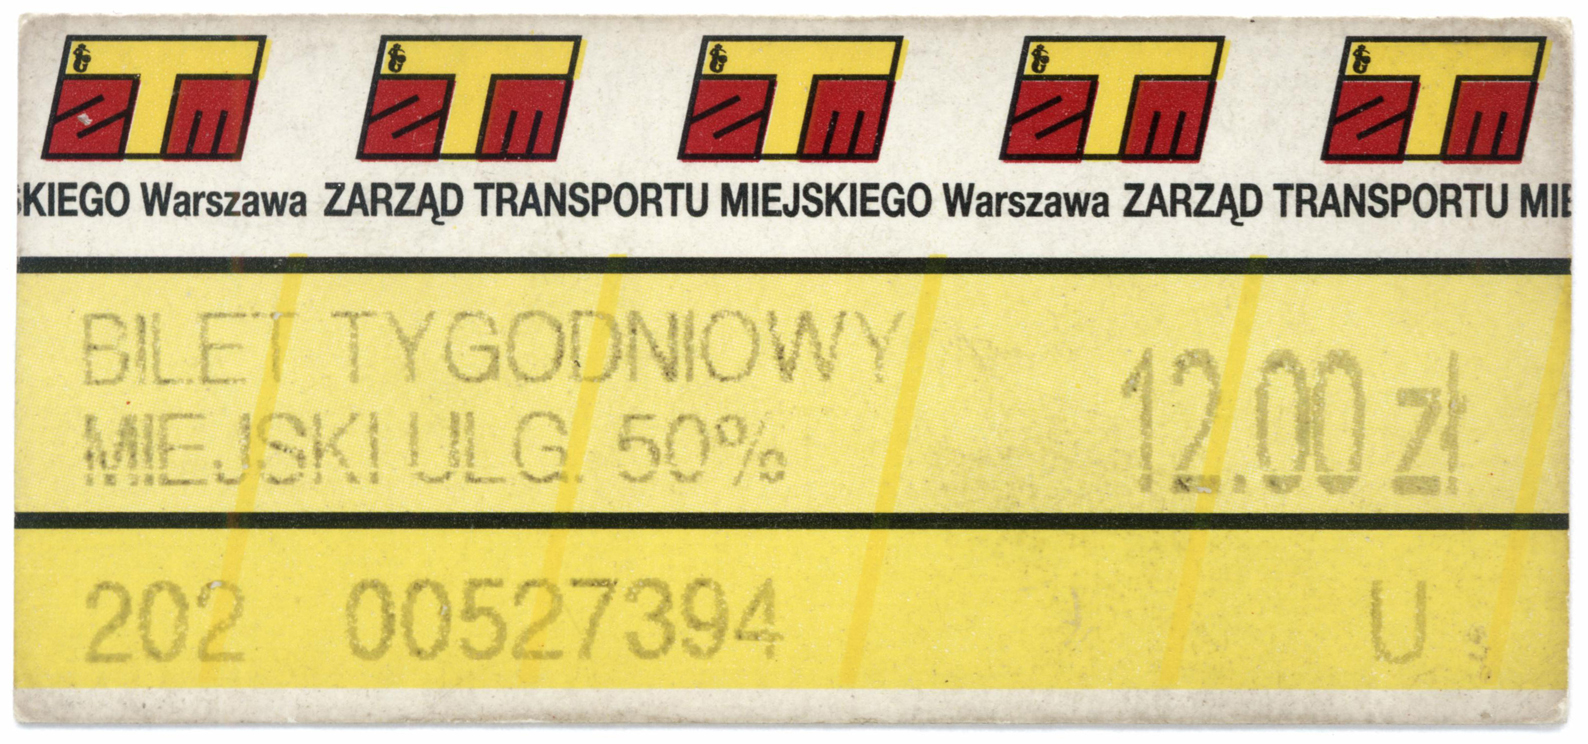 ZTM ZTM ZTM ZTM ZTM
SKIEGO Warszawa ZARZĄD TRANSPORTU MIEJSKIEGO Warszawa ZARZĄD TRANSPORTU MIE
BILET TYGODNIOWY
MIEJSKI ULG. 50%
12.00 zł
202 00527394 U